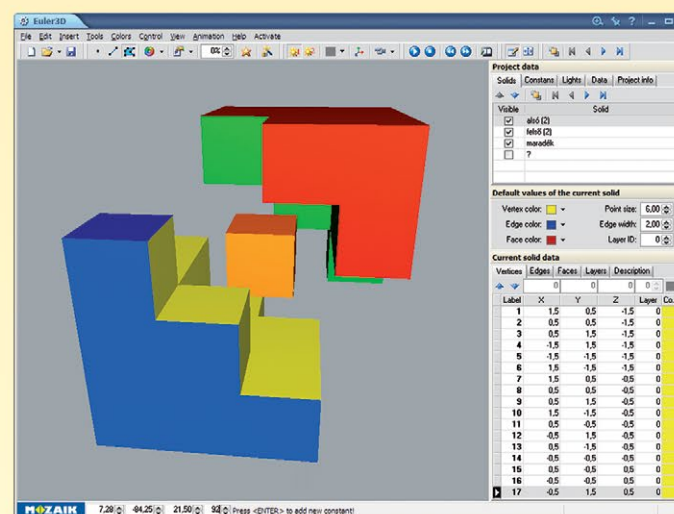 Euler3D
File Edit Insert Tools Colors Control View Animation Help Activate
0%
Project data
Solids Constans Lights Data Project info
Visible Solid
alsó (2)
felső (2)
maradék
?
Default values of the current solid
Vertex color: Point size: 6,00
Edge color: Edge width: 2,00
Face color: Layer ID: 0
Current solid data
Vertices Edges Faces Layers Description
0 0 0 0
Label X Y Z Layer Co.
1 1,5 0,5 -1,5 0
2 0,5 0,5 -1,5 0
3 0,5 1,5 -1,5 0
4 -1,5 1,5 -1,5 0
5 -1,5 -1,5 -1,5 0
6 1,5 -1,5 -1,5 0
7 1,5 0,5 -0,5 0
8 0,5 0,5 -0,5 0
9 0,5 1,5 -0,5 0
10 1,5 -1,5 -0,5 0
11 -0,5 0,5 -0,5 0
12 -0,5 1,5 -0,5 0
13 -0,5 -1,5 -0,5 0
14 -0,5 -0,5 -0,5 0
15 -0,5 0,5 0,5 0
16 -0,5 -0,5 0,5 0
17 -0,5 1,5 0,5 0
MOZAIK 7,28 -84,25 21,50 92 Press <ENTER> to add new constant!